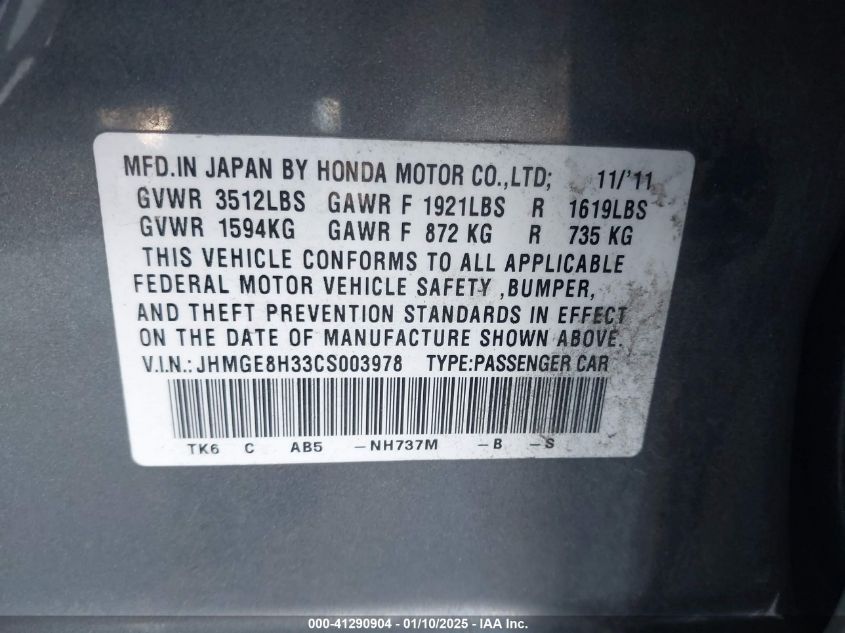 MFD.IN JAPAN BY HONDA MOTOR CO.,LTD; 11/'11
GVWR 3512LBS GAWR F 1921LBS R 1619LBS
GVWR 1594KG GAWR F 872 KG R 735 KG
THIS VEHICLE CONFORMS TO ALL APPLICABLE
FEDERAL MOTOR VEHICLE SAFETY ,BUMPER,
AND THEFT PREVENTION STANDARDS IN EFFECT
ON THE DATE OF MANUFACTURE SHOWN ABOVE.
V.I.N.: JHMGE8H33CS003978 TYPE:PASSENGER CAR
TK6 C AB5 -NH737M -B -S
000-41290904 - 01/10/2025 - IAA Inc.